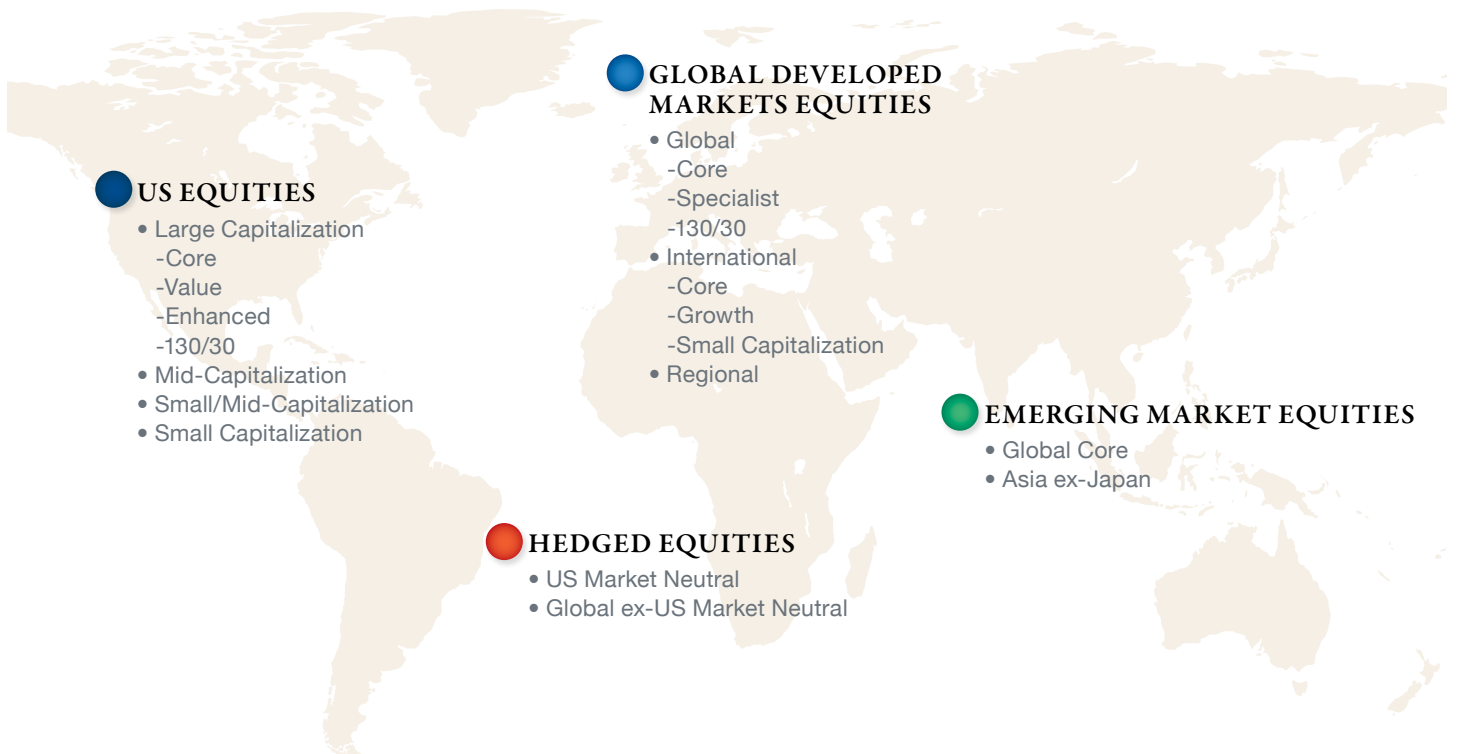 GLOBAL DEVELOPED
MARKETS EQUITIES
• Global
-Core
-Specialist
-130/30
• International
-Core
-Growth
-Small Capitalization
• Regional
US EQUITIES
• Large Capitalization
-Core
-Value
-Enhanced
-130/30
• Mid-Capitalization
• Small/Mid-Capitalization
• Small Capitalization
EMERGING MARKET EQUITIES
• Global Core
• Asia ex-Japan
HEDGED EQUITIES
• US Market Neutral
• Global ex-US Market Neutral